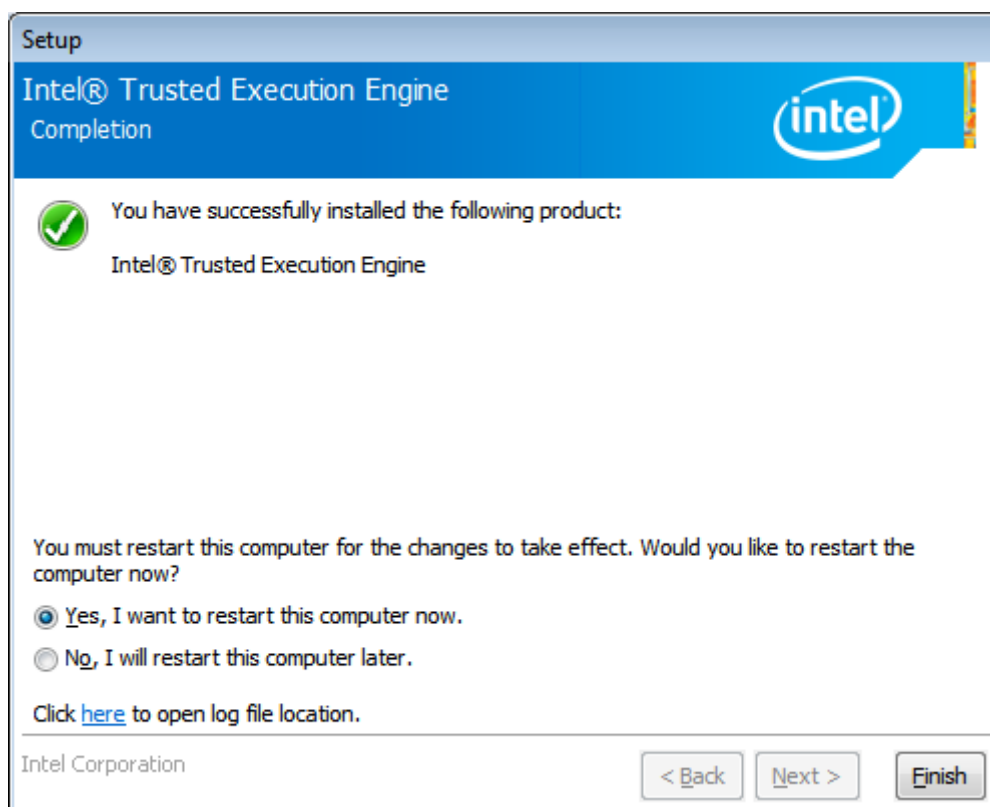 Setup
Intel® Trusted Execution Engine
Completion
intel
You have successfully installed the following product:
Intel® Trusted Execution Engine
You must restart this computer for the changes to take effect. Would you like to restart the
computer now?
Yes, I want to restart this computer now.
No, I will restart this computer later.
Click here to open log file location.
Intel Corporation
< Back Next > Finish